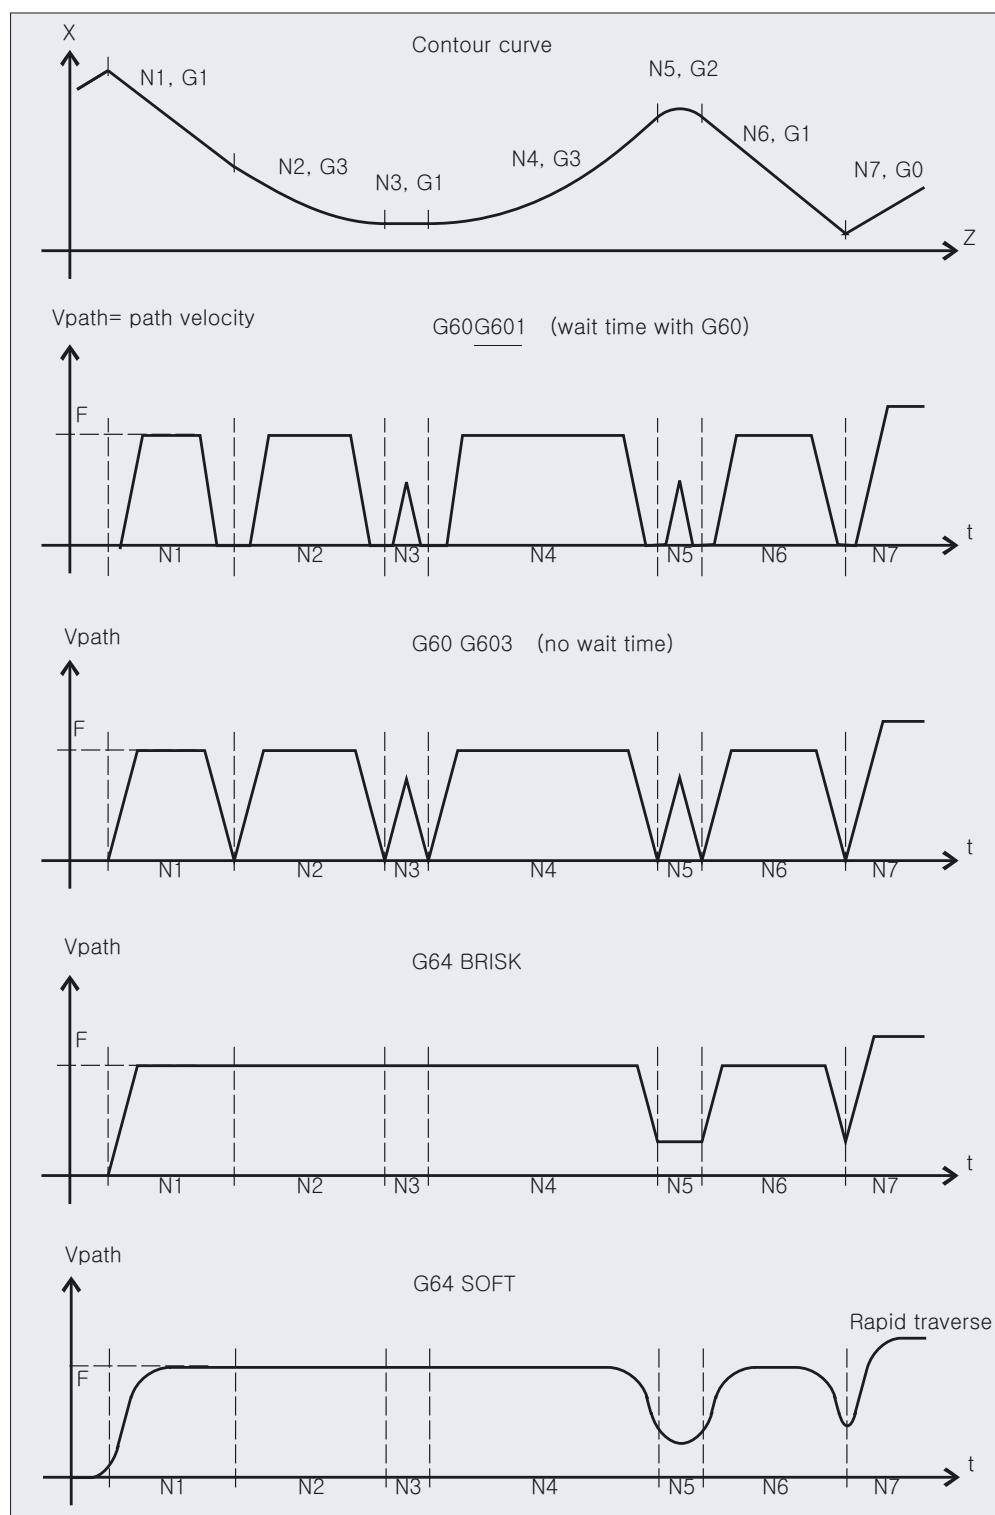 X
Contour curve
N1, G1
N5, G2
N2, G3
N3, G1
N4, G3
N6, G1
N7, G0
Z
Vpath= path velocity
G60G601 (wait time with G60)
F
t
N1 N2 N3 N4 N5 N6 N7
Vpath
G60 G603 (no wait time)
F
t
N1 N2 N3 N4 N5 N6 N7
Vpath
G64 BRISK
F
t
N1 N2 N3 N4 N5 N6 N7
Vpath
G64 SOFT
Rapid traverse
F
t
N1 N2 N3 N4 N5 N6 N7